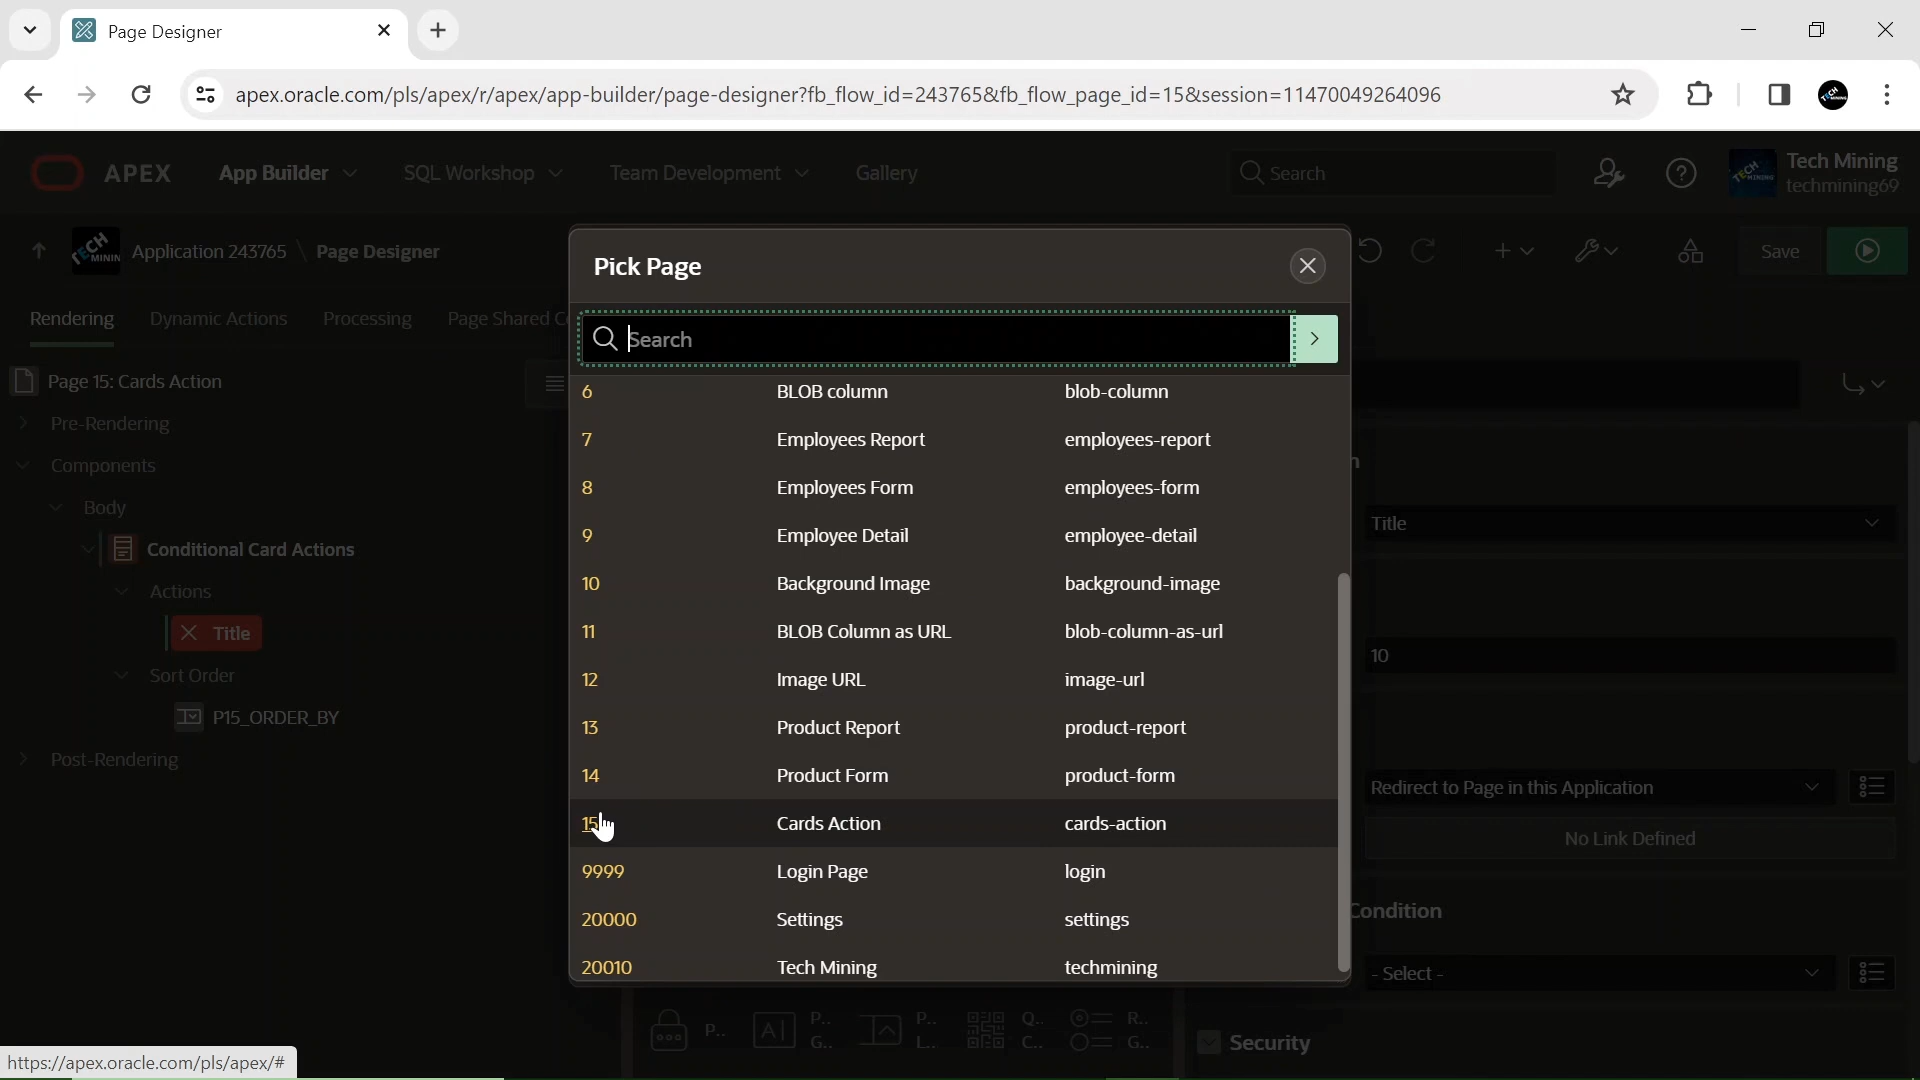 Page Designer
apex.oracle.com/pls/apex/r/apex/app-builder/page-designer?fb_flow_id=243765&fb_flow_page_id=15&session=11470049264096
APEX App Builder SQL Workshop Team Development Gallery Search Tech Mining
techmining69
Application 243765 \ Page Designer Save
Pick Page
Rendering Dynamic Actions Processing Page Shared C
Search
Page 15: Cards Action
Pre-Rendering
Components
Body
Conditional Card Actions
Actions
Title
Sort Order
P15_ORDER_BY
Post-Rendering
6 BLOB column blob-column
7 Employees Report employees-report
8 Employees Form employees-form
9 Employee Detail employee-detail
10 Background Image background-image
11 BLOB Column as URL blob-column-as-url
12 Image URL image-url
13 Product Report product-report
14 Product Form product-form
15 Cards Action cards-action
9999 Login Page login
20000 Settings settings
20010 Tech Mining techmining
n
Title
10
Redirect to Page in this Application
No Link Defined
Condition
- Select -
Security
P.. A P.. P.. Q.. R..
G.. L.. C.. G..
https://apex.oracle.com/pls/apex/#